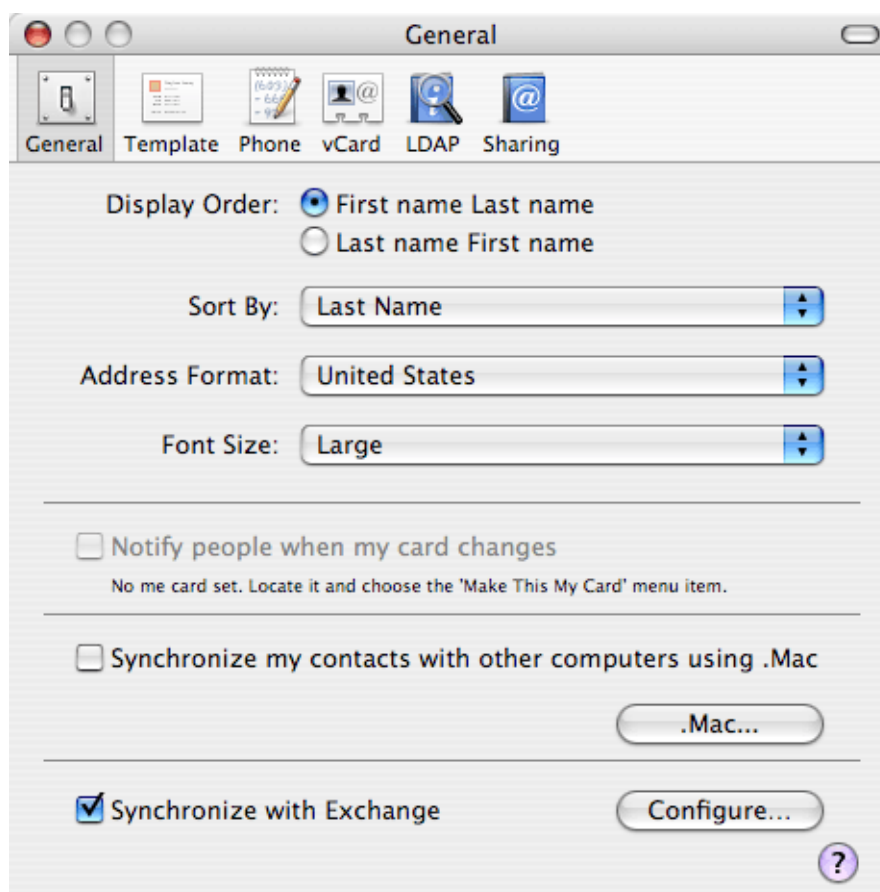 General
General Template Phone vCard LDAP Sharing
Display Order: First name Last name
Last name First name
Sort By: Last Name
Address Format: United States
Font Size: Large
Notify people when my card changes
No me card set. Locate it and choose the 'Make This My Card' menu item.
Synchronize my contacts with other computers using .Mac
.Mac...
Synchronize with Exchange Configure...
?